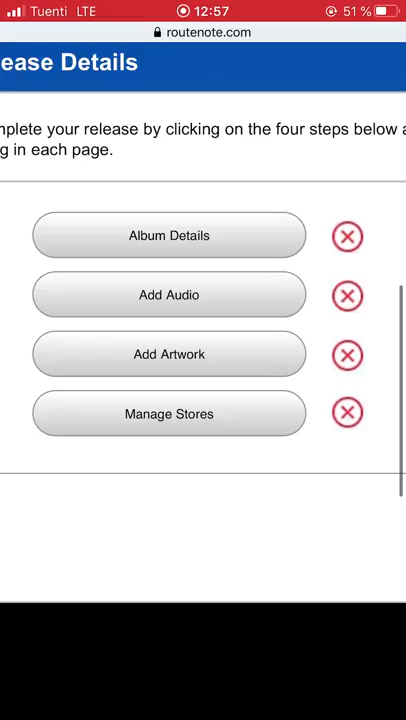 Tuenti LTE 12:57 51 %
routenote.com
ease Details
mplete your release by clicking on the four steps below a
g in each page.
Album Details
Add Audio
Add Artwork
Manage Stores